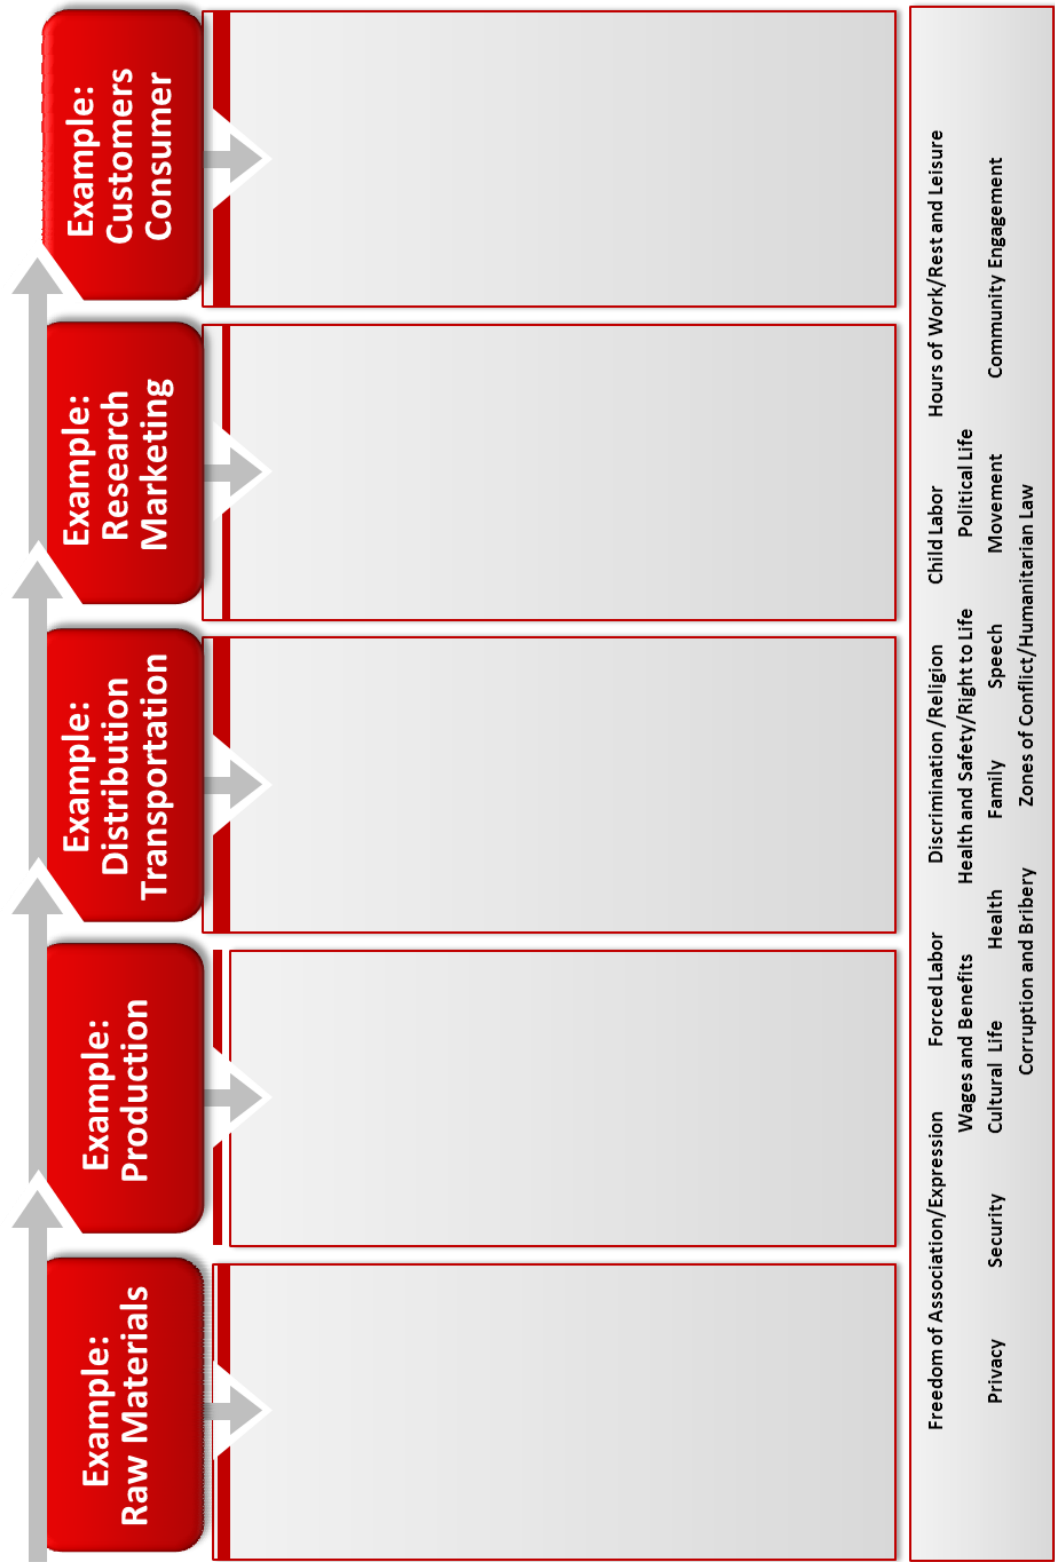 Example:
Raw Materials
Example:
Production
Example:
Distribution
Transportation
Example:
Research
Marketing
Example:
Customers
Consumer
Freedom of Association/Expression Forced Labor Discrimination/Religion Child Labor Hours of Work/Rest and Leisure
Wages and Benefits Health and Safety/Right to Life Political Life
Privacy Security Cultural Life Health Family Speech Movement Community Engagement
Corruption and Bribery Zones of Conflict/Humanitarian Law